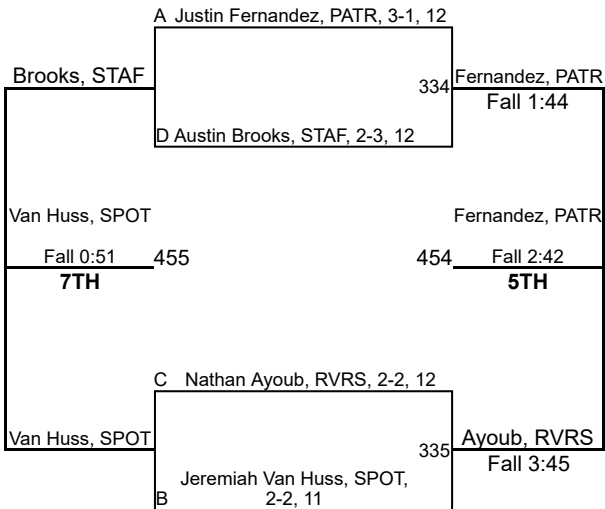 A Justin Fernandez, PATR, 3-1, 12
Brooks, STAF
334
Fernandez, PATR
Fall 1:44
D Austin Brooks, STAF, 2-3, 12
Van Huss, SPOT
Fernandez, PATR
Fall 0:51
455
454
Fall 2:42
7TH
5TH
C Nathan Ayoub, RVRS, 2-2, 12
Van Huss, SPOT
335
Ayoub, RVRS
Fall 3:45
Jeremiah Van Huss, SPOT,
B 2-2, 11